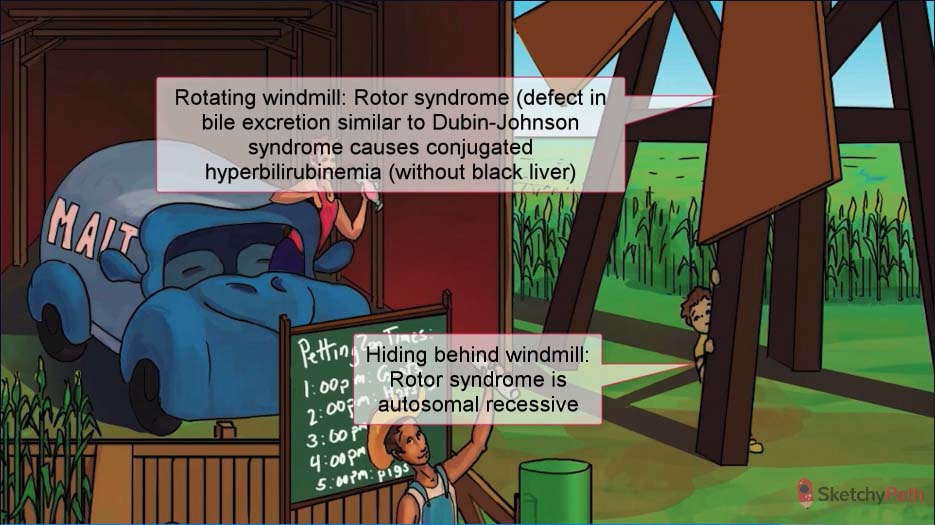 Rotating windmill: Rotor syndrome (defect in
bile excretion similar to Dubin-Johnson
syndrome causes conjugated
hyperbilirubinemia (without black liver)
MAIT
Petting Zoo Times:
Hiding behind windmill:
Rotor syndrome is
autosomal recessive
1:00pm:
2:00pm:
3:00pm
4:00pm
5:00pm: pigs
SketchyPath